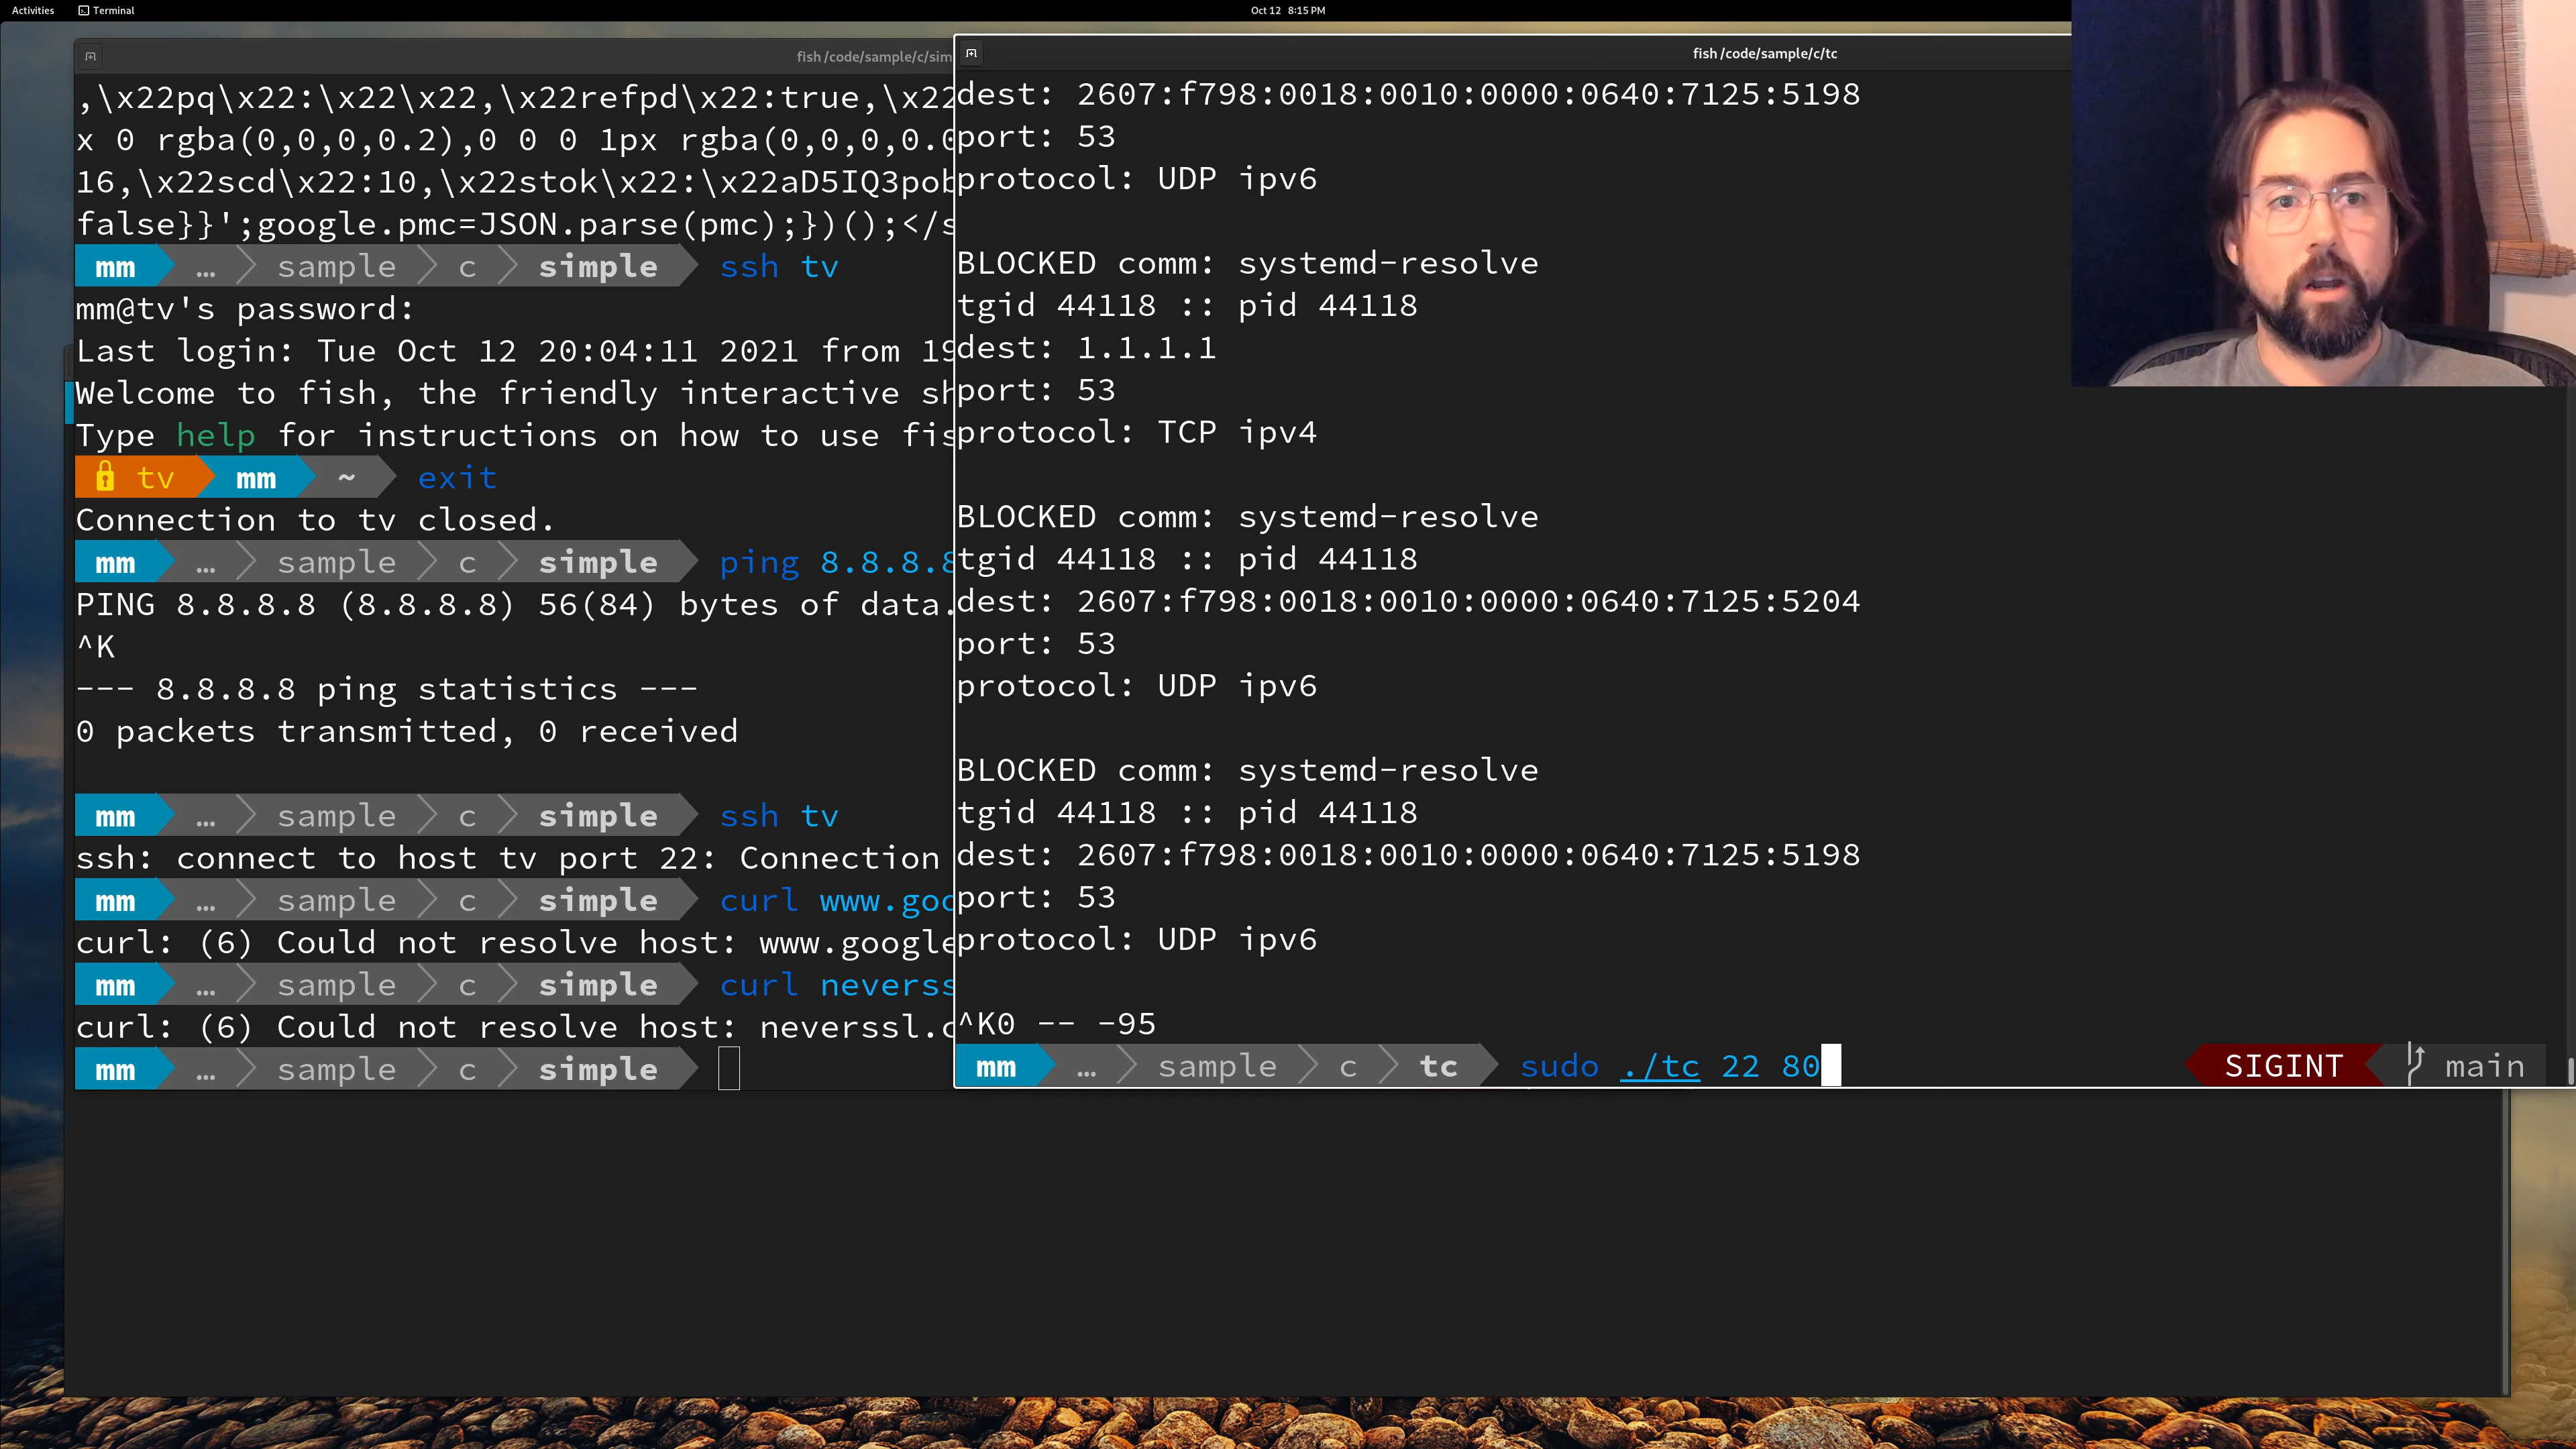 Activities Terminal Oct 12 8:15 PM
fish /code/sample/c/sim
,\x22pq\x22:\x22\x22,\x22refpd\x22:true,\x22
x 0 rgba(0,0,0,0.2),0 0 0 1px rgba(0,0,0,0.0
16,\x22scd\x22:10,\x22stok\x22:\x22aD5IQ3pob
false}}';google.pmc=JSON.parse(pmc);})();</s
mm … sample c simple ssh tv
mm@tv's password:
Last login: Tue Oct 12 20:04:11 2021 from 19
Welcome to fish, the friendly interactive sh
Type help for instructions on how to use fis
tv mm ~ exit
Connection to tv closed.
mm … sample c simple ping 8.8.8.8
PING 8.8.8.8 (8.8.8.8) 56(84) bytes of data.
^K
--- 8.8.8.8 ping statistics ---
0 packets transmitted, 0 received
mm … sample c simple ssh tv
ssh: connect to host tv port 22: Connection
mm … sample c simple curl www.goo
curl: (6) Could not resolve host: www.google
mm … sample c simple curl neverss
curl: (6) Could not resolve host: neverssl.c
mm … sample c simple
fish /code/sample/c/tc
dest: 2607:f798:0018:0010:0000:0640:7125:5198
port: 53
protocol: UDP ipv6
BLOCKED comm: systemd-resolve
tgid 44118 :: pid 44118
dest: 1.1.1.1
port: 53
protocol: TCP ipv4
BLOCKED comm: systemd-resolve
tgid 44118 :: pid 44118
dest: 2607:f798:0018:0010:0000:0640:7125:5204
port: 53
protocol: UDP ipv6
BLOCKED comm: systemd-resolve
tgid 44118 :: pid 44118
dest: 2607:f798:0018:0010:0000:0640:7125:5198
port: 53
protocol: UDP ipv6
^K0 -- -95
mm … sample c tc sudo ./tc 22 80 SIGINT main